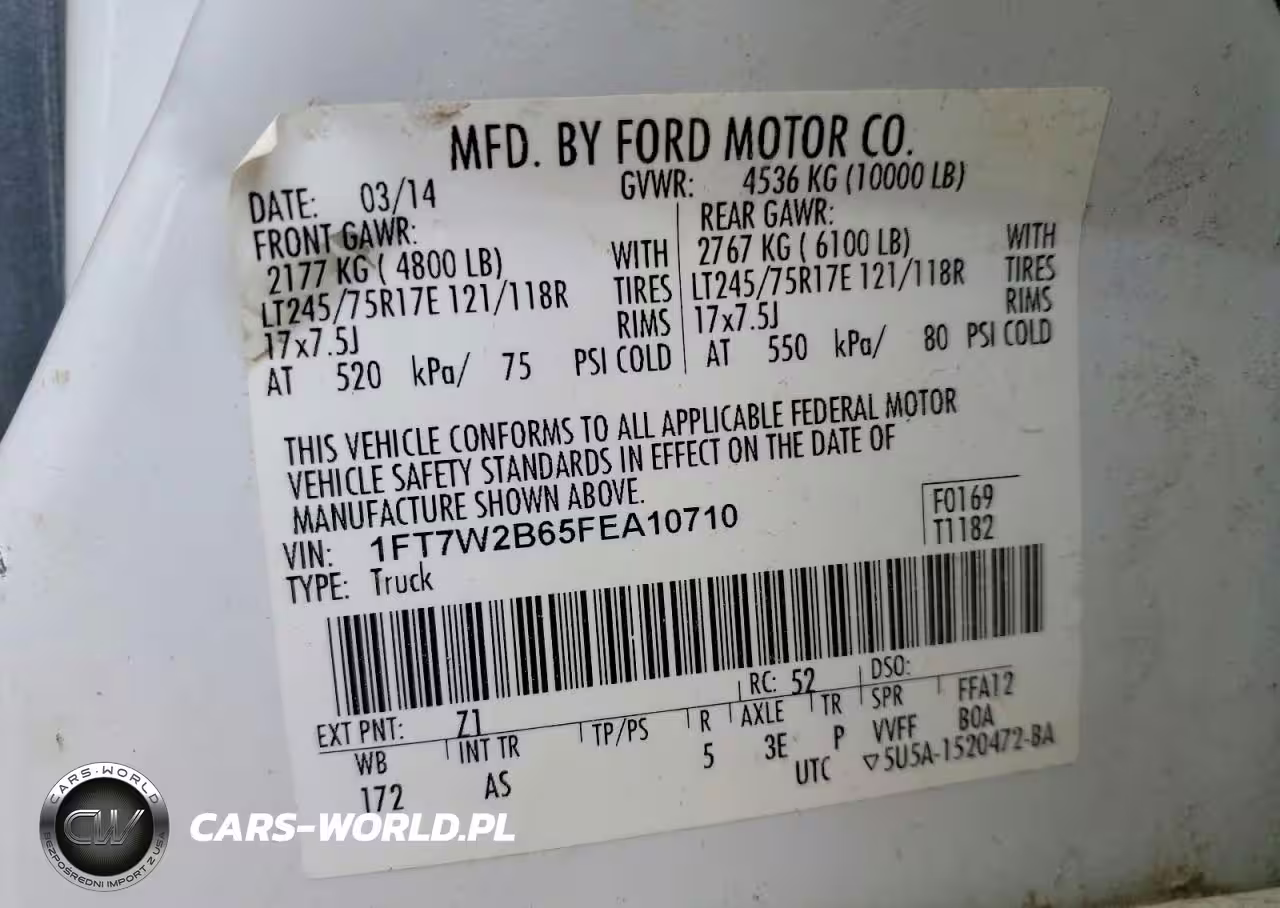 MFD. BY FORD MOTOR CO.
DATE: 03/14 GVWR: 4536 KG (10000 LB)
FRONT GAWR: REAR GAWR:
2177 KG ( 4800 LB) WITH 2767 KG ( 6100 LB) WITH
LT245/75R17E 121/118R TIRES LT245/75R17E 121/118R TIRES
17x7.5J RIMS 17x7.5J RIMS
AT 520 kPa/ 75 PSI COLD AT 550 kPa/ 80 PSI COLD
THIS VEHICLE CONFORMS TO ALL APPLICABLE FEDERAL MOTOR
VEHICLE SAFETY STANDARDS IN EFFECT ON THE DATE OF
MANUFACTURE SHOWN ABOVE.
VIN: 1FT7W2B65FEA10710 F0169
TYPE: Truck T1182
EXT PNT: Z1 RC: 52 DSO:
WB INT TR TP/PS R AXLE TR SPR FFA12
172 AS 5 3E P VVFF BOA
UTC ▽5U5A-1520472-BA
CARS-WORLD
CW
BEZPOŚREDNI IMPORT Z USA
CARS-WORLD.PL